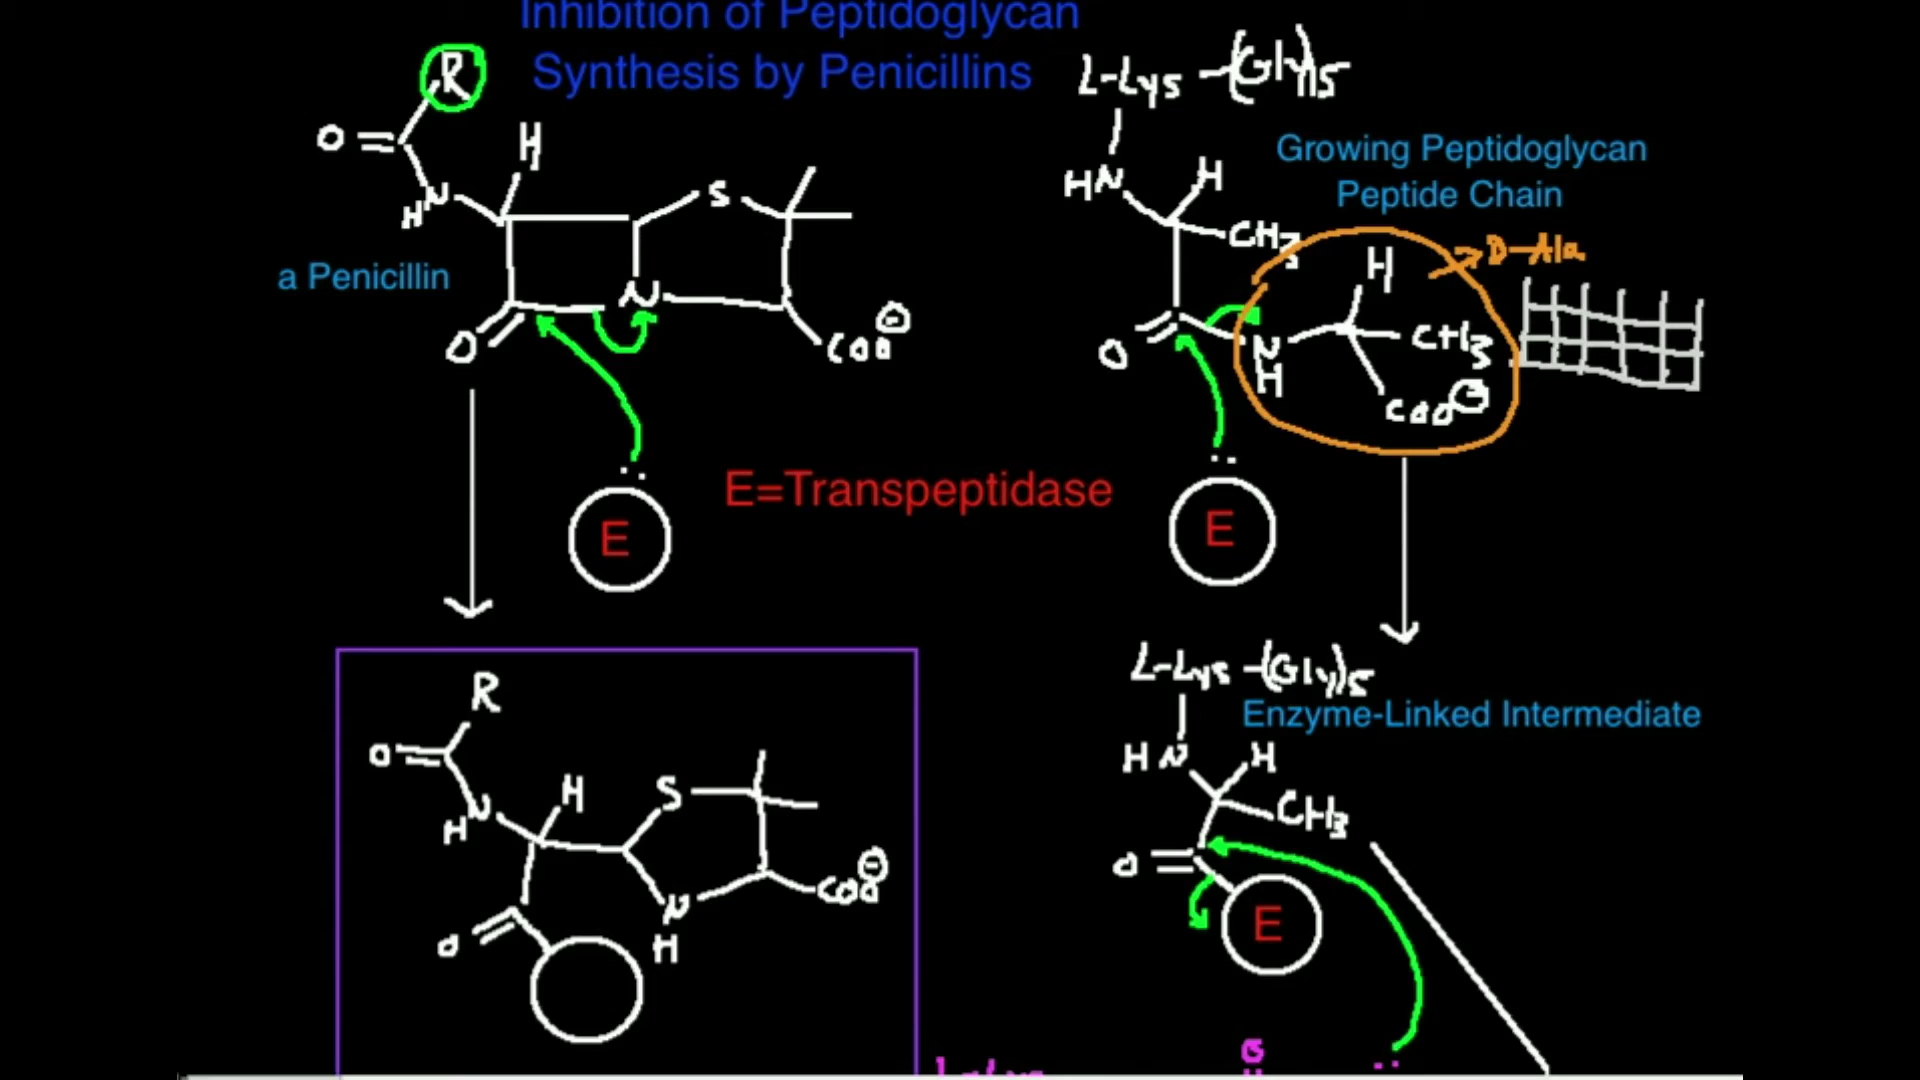 Inhibition of Peptidoglycan
Synthesis by Penicillins
R
O
H
N
H
S
N
O
COO⊖
a Penicillin
L-Lys-(Gly)5
HN
H
CH3
Growing Peptidoglycan
Peptide Chain
D-Ala
H
O
N
H
CH3
COO⊖
E
E=Transpeptidase
E
R
O
N
H
H
S
N
H
COO⊖
O
L-Lys-(Gly)5
Enzyme-Linked Intermediate
HN
H
CH3
O
E